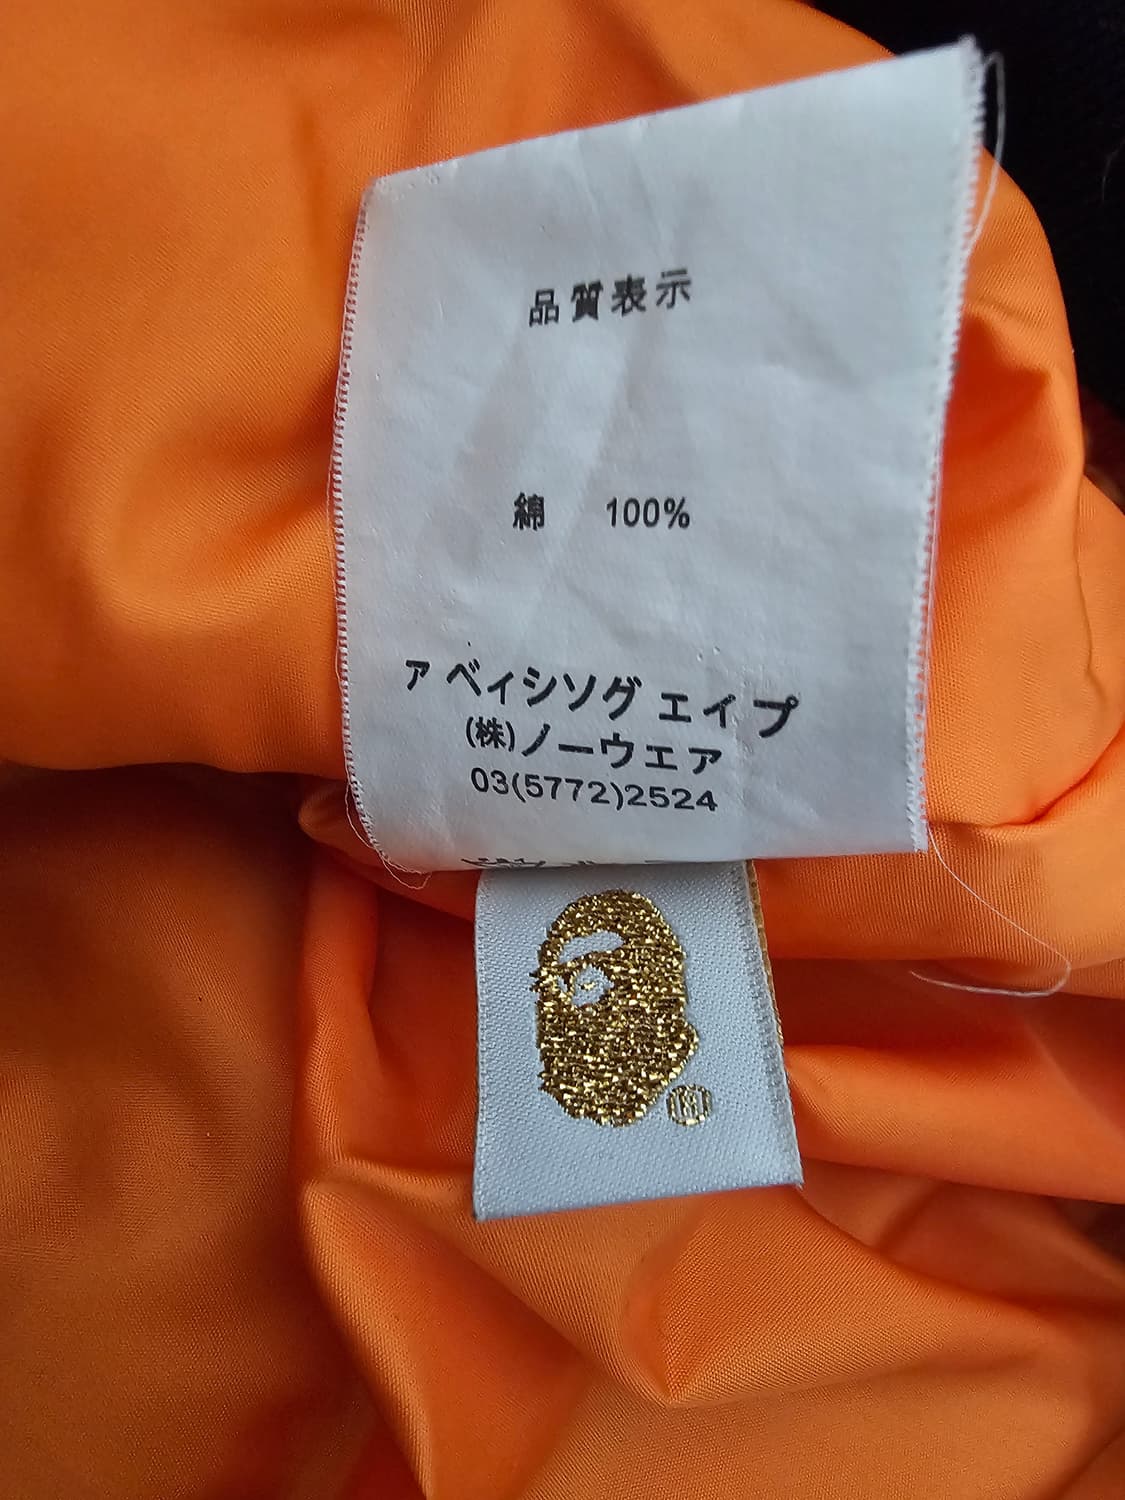 品質表示
綿 100%
ア ベィシソグ エイプ
(株)ノーウエア
03(5772)2524